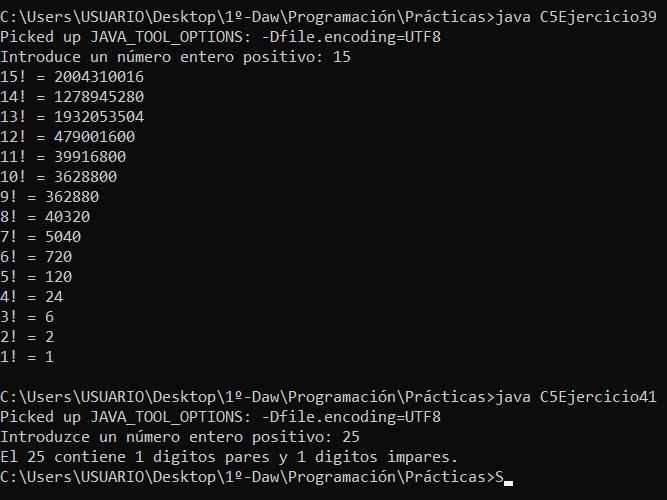 C:\Users\USUARIO\Desktop\1º-Daw\Programación\Prácticas>java C5Ejercicio39
Picked up JAVA_TOOL_OPTIONS: -Dfile.encoding=UTF8
Introduce un número entero positivo: 15
15! = 2004310016
14! = 1278945280
13! = 1932053504
12! = 479001600
11! = 39916800
10! = 3628800
9! = 362880
8! = 40320
7! = 5040
6! = 720
5! = 120
4! = 24
3! = 6
2! = 2
1! = 1
C:\Users\USUARIO\Desktop\1º-Daw\Programación\Prácticas>java C5Ejercicio41
Picked up JAVA_TOOL_OPTIONS: -Dfile.encoding=UTF8
Introduzce un número entero positivo: 25
El 25 contiene 1 digitos pares y 1 digitos impares.
C:\Users\USUARIO\Desktop\1º-Daw\Programación\Prácticas>S